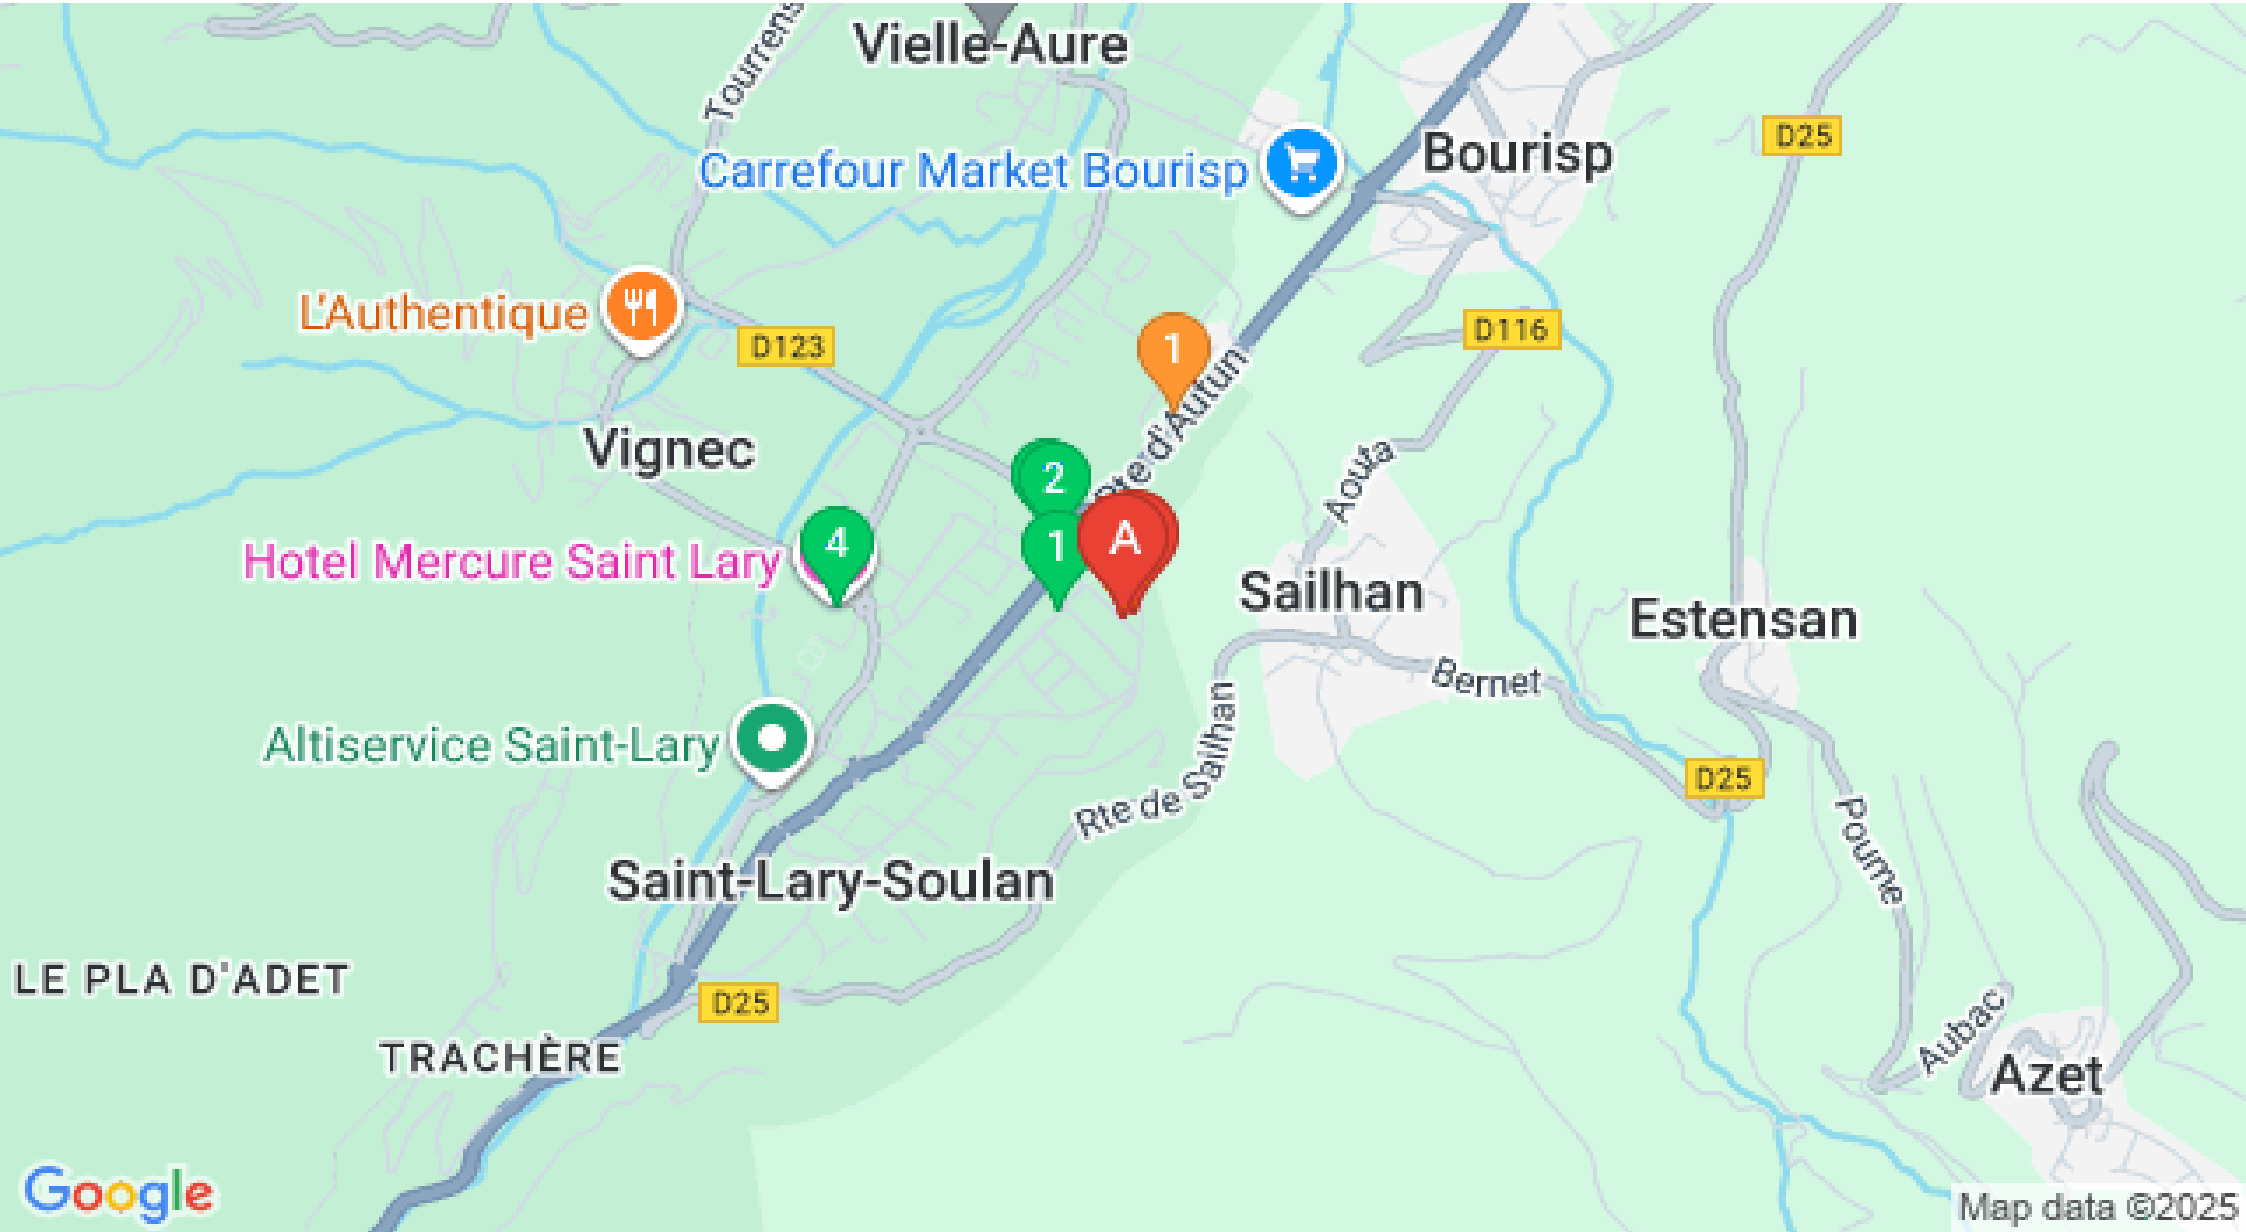 Tourrens
Vielle-Aure
D25
Bourisp
Carrefour Market Bourisp
L'Authentique
D123
1
D116
Rte d'Autun
Vignec
2
Aoula
4
1
A
Hotel Mercure Saint Lary
Sailhan
Estensan
Bernet
Altiservice Saint-Lary
Rte de Sailhan
D25
Poume
Saint-Lary-Soulan
LE PLA D'ADET
D25
TRACHÈRE
Aubac
Azet
Google
Map data ©2025